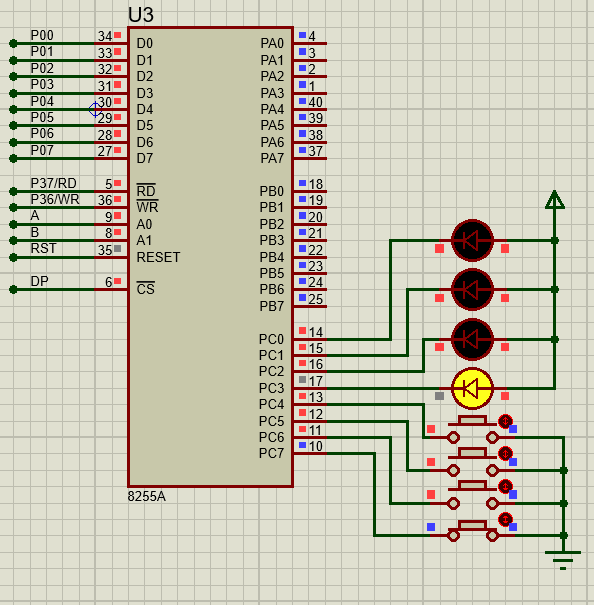 U3
P00 34 D0 PA0 4
P01 33 D1 PA1 3
P02 32 D2 PA2 2
P03 31 D3 PA3 1
P04 30 D4 PA4 40
P05 29 D5 PA5 39
P06 28 D6 PA6 38
P07 27 D7 PA7 37
P37/RD 5 RD PB0 18
P36/WR 36 WR PB1 19
A 9 A0 PB2 20
B 8 A1 PB3 21
RST 35 RESET PB4 22
PB5 23
DP 6 CS PB6 24
PB7 25
PC0 14
PC1 15
PC2 16
PC3 17
PC4 13
PC5 12
PC6 11
PC7 10
8255A